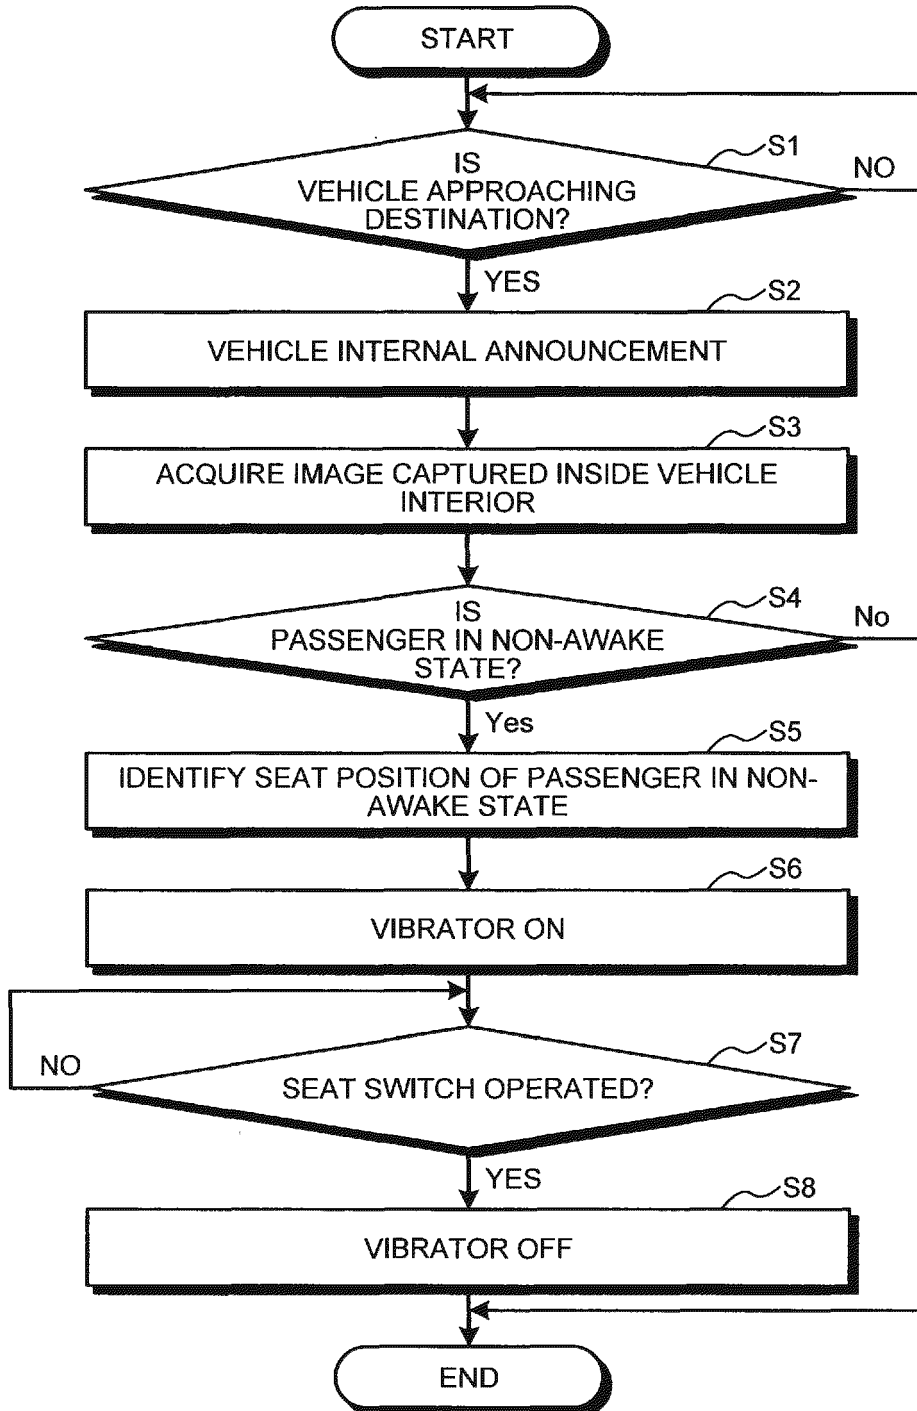 START
S1
IS
VEHICLE APPROACHING
DESTINATION?
NO
YES
S2
VEHICLE INTERNAL ANNOUNCEMENT
S3
ACQUIRE IMAGE CAPTURED INSIDE VEHICLE
INTERIOR
S4
IS
PASSENGER IN NON-AWAKE
STATE?
No
Yes
S5
IDENTIFY SEAT POSITION OF PASSENGER IN NON-
AWAKE STATE
S6
VIBRATOR ON
S7
NO
SEAT SWITCH OPERATED?
YES
S8
VIBRATOR OFF
END